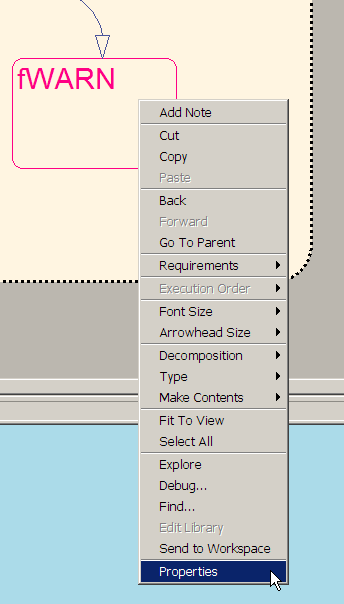 fWARN
Add Note
Cut
Copy
Paste
Back
Forward
Go To Parent
Requirements
Execution Order
Font Size
Arrowhead Size
Decomposition
Type
Make Contents
Fit To View
Select All
Explore
Debug...
Find...
Edit Library
Send to Workspace
Properties